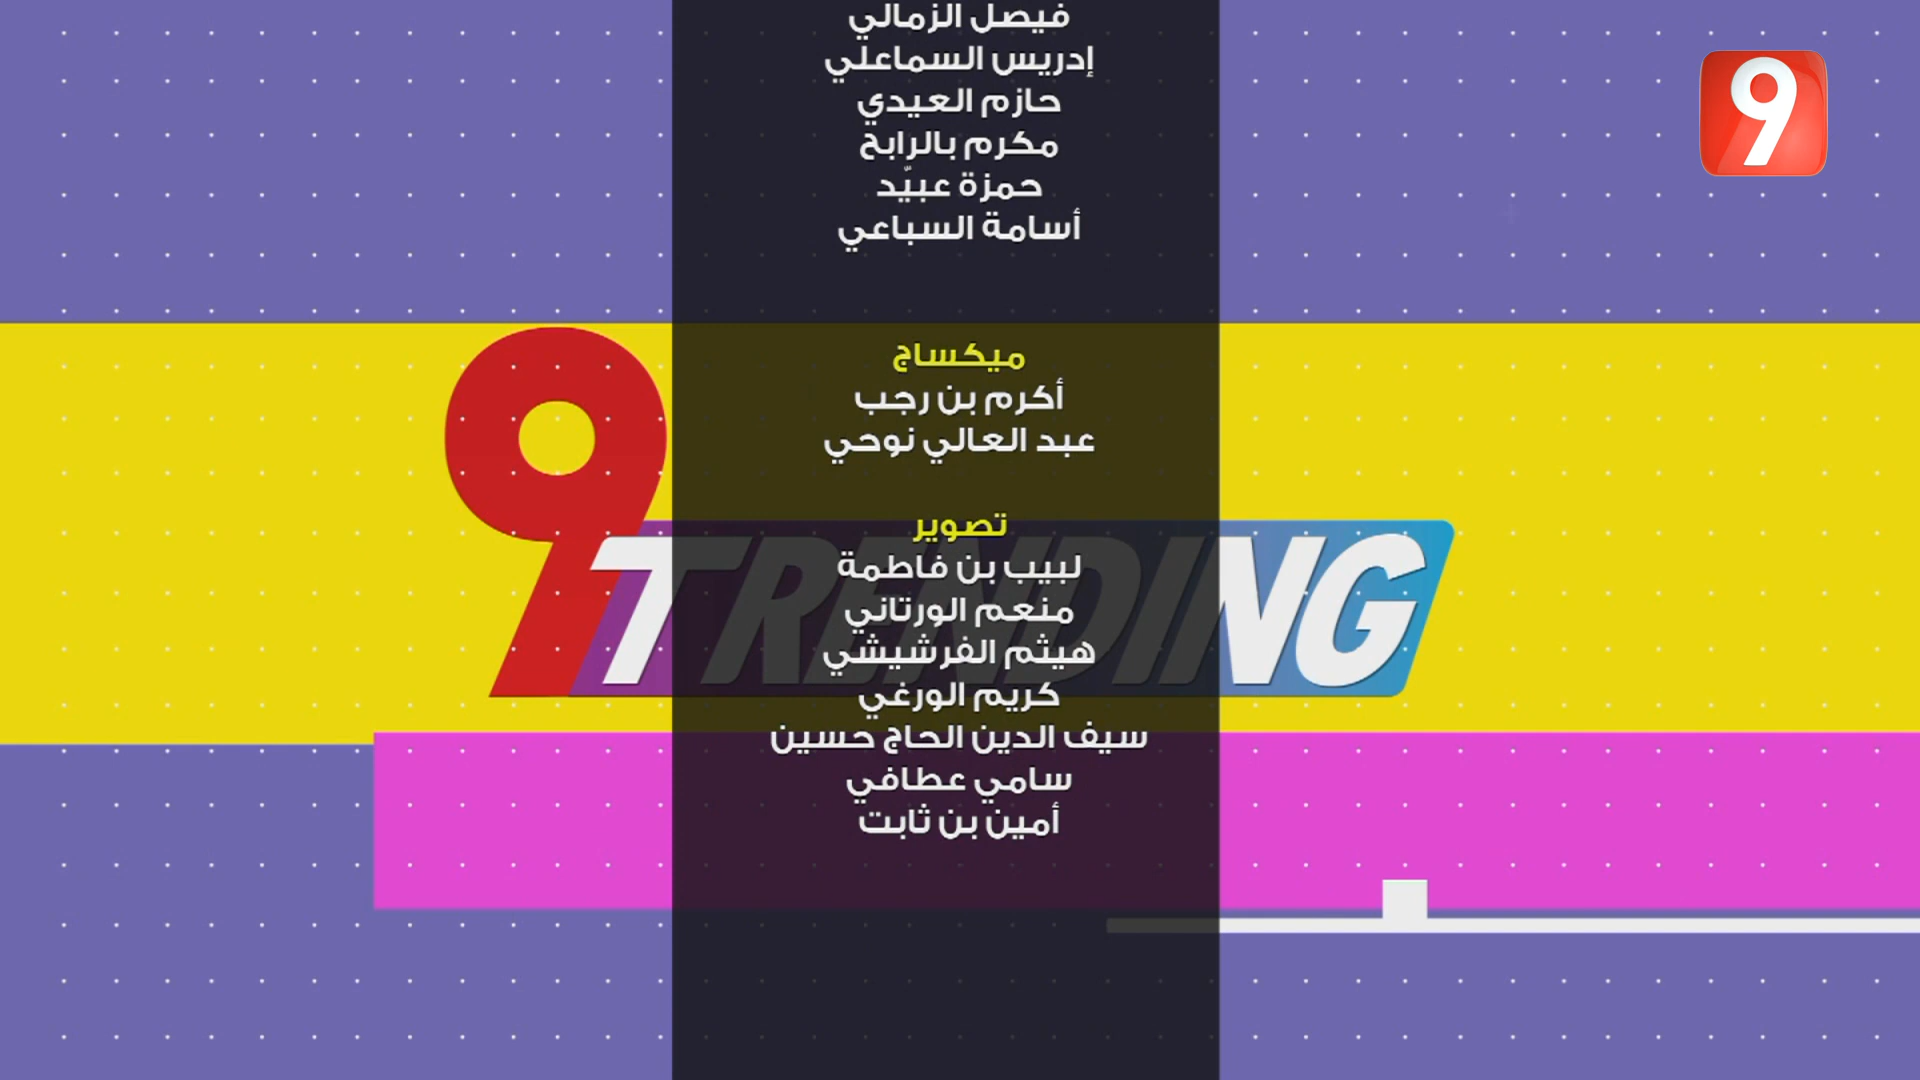 فيصل الزمالي
إدريس السماعلي
9
حازم العيدي
مكرم بالرابح
حمزة عبيّد
أسامة السباعي
ميكساج
أكرم بن رجب
عبد العالي نوحي
تصوير
9 TRENDING
لبيب بن فاطمة
منعم الورتاني
هيثم الفرشيشي
كريم الورغي
سيف الدين الحاج حسين
سامي عطافي
أمين بن ثابت